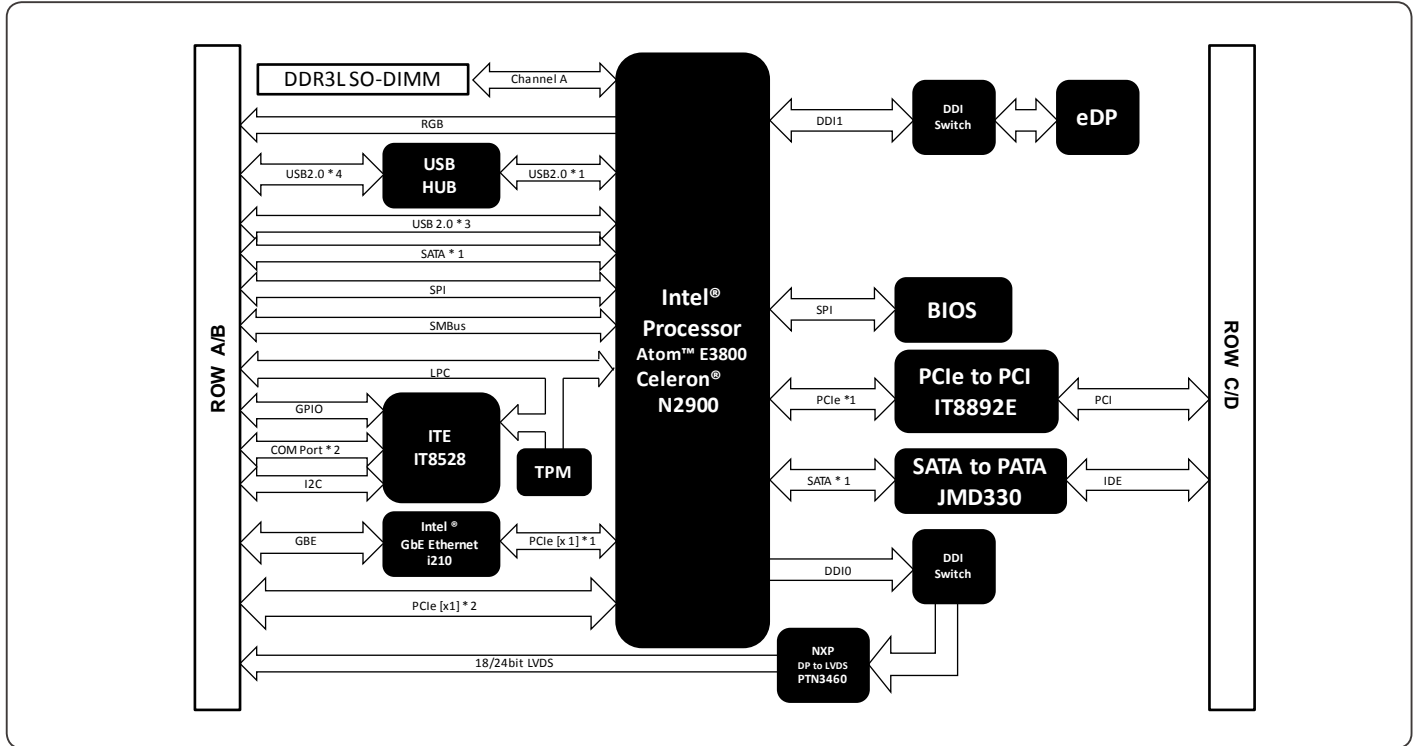 ROW A/B
DDR3L SO-DIMM
Channel A
RGB
USB2.0 * 4
USB
HUB
USB2.0 * 1
USB 2.0 * 3
SATA * 1
SPI
SMBus
LPC
GPIO
COM Port * 2
I2C
ITE
IT8528
TPM
GBE
Intel ®
GbE Ethernet
i210
PCIe [x 1] * 1
PCIe [x1] * 2
18/24bit LVDS
Intel®
Processor
Atom™ E3800
Celeron®
N2900
DDI1
DDI
Switch
eDP
SPI
BIOS
PCIe *1
PCIe to PCI
IT8892E
PCI
SATA * 1
SATA to PATA
JMD330
IDE
DDI0
DDI
Switch
NXP
DP to LVDS
PTN3460
ROW C/D